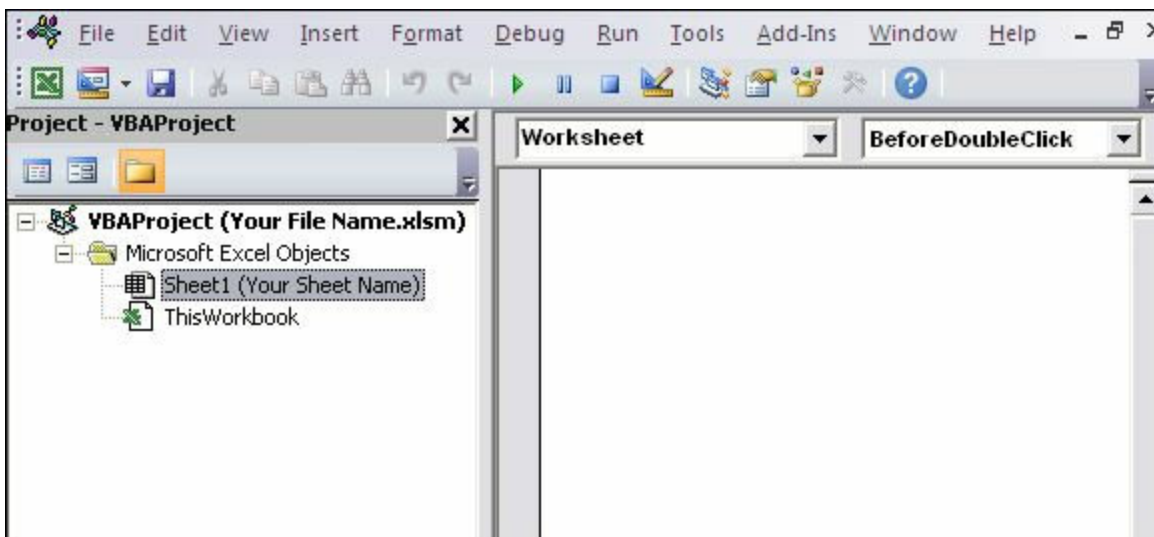 File Edit View Insert Format Debug Run Tools Add-Ins Window Help
Project - VBAProject
Worksheet BeforeDoubleClick
VBAProject (Your File Name.xlsm)
Microsoft Excel Objects
Sheet1 (Your Sheet Name)
ThisWorkbook